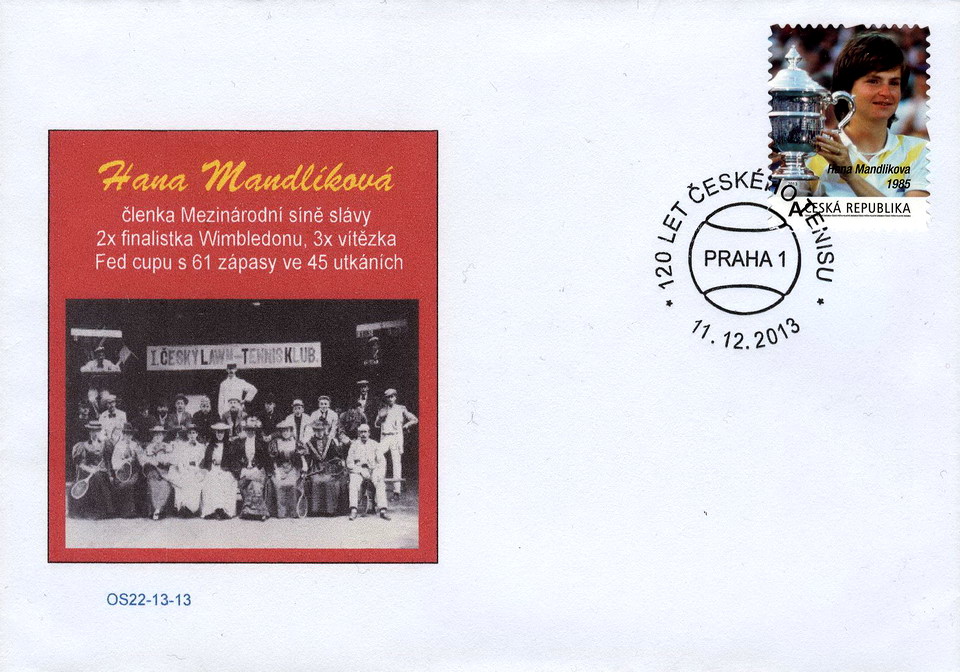 Hana Mandlíková
členka Mezinárodní síně slávy
2x finalistka Wimbledonu, 3x vítězka
Fed cupu s 61 zápasy ve 45 utkáních
I. ČESKÝ LAWN-TENNIS KLUB.
OS22-13-13
Hana Mandlikova
1985
A ČESKÁ REPUBLIKA
120 LET ČESKÉHO TENISU
PRAHA 1
* 11.12.2013 *